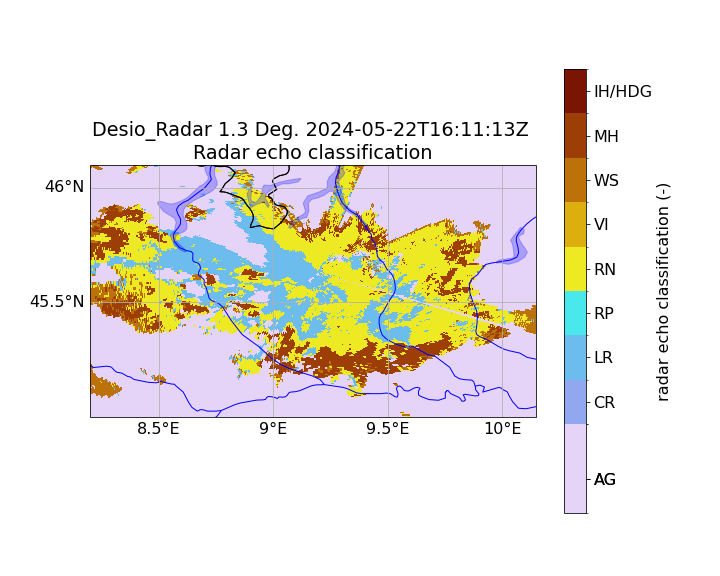 Desio_Radar 1.3 Deg. 2024-05-22T16:11:13Z
Radar echo classification
46°N
45.5°N
8.5°E
9°E
9.5°E
10°E
IH/HDG
MH
WS
VI
RN
RP
LR
CR
AG
radar echo classification (-)